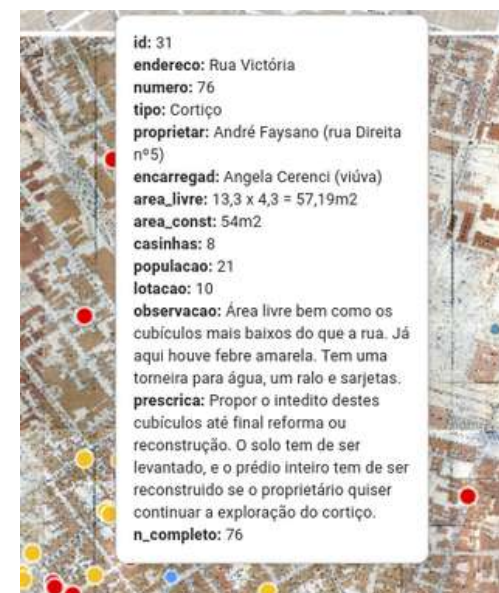 id: 31
endereco: Rua Victória
numero: 76
tipo: Cortiço
proprietar: André Faysano (rua Direita
nº5)
encarregad: Angela Cerenci (viúva)
area_livre: 13,3 x 4,3 = 57,19m2
area_const: 54m2
casinhas: 8
populacao: 21
lotacao: 10
observacao: Área livre bem como os
cubículos mais baixos do que a rua. Já
aqui houve febre amarela. Tem uma
torneira para água, um ralo e sarjetas.
prescrica: Propor o intedito destes
cubículos até final reforma ou
reconstrução. O solo tem de ser
levantado, e o prédio inteiro tem de ser
reconstruido se o proprietário quiser
continuar a exploração do cortiço.
n_completo: 76